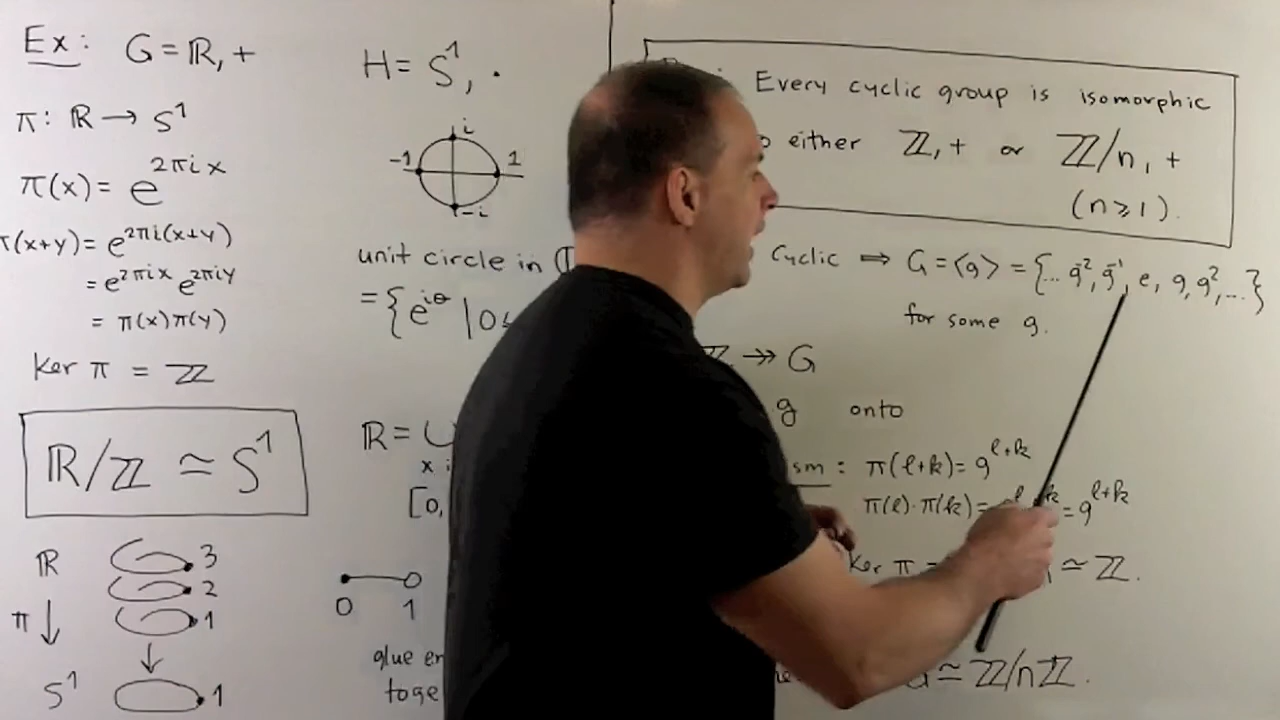 Ex: G = ℝ, +
π: ℝ → S¹
π(x) = e^{2πix}
π(x+y) = e^{2πi(x+y)}
= e^{2πix} e^{2πiy}
= π(x)π(y)
Ker π = ℤ
ℝ/ℤ ≃ S¹
ℝ 3
2
π ↓ 1
S¹ 1
H = S¹, ·
i
-1 1
-i
unit circle in
= {e^{iθ} | 0
ℝ = ∪
x i
[0,
0 1
glue
toge
Every cyclic group is isomorphic
either ℤ, + or ℤ/n, +
(n ≥ 1).
Cyclic ⇒ G = ⟨g⟩ = {... g⁻², g⁻¹, e, g, g², ...}
for some g.
ℤ ↠ G
g onto
sm : π(l+k) = g^{l+k}
π(l)·π(k) = = g^{l+k}
Ker π =
≃ ℤ.
≃ ℤ/nℤ.